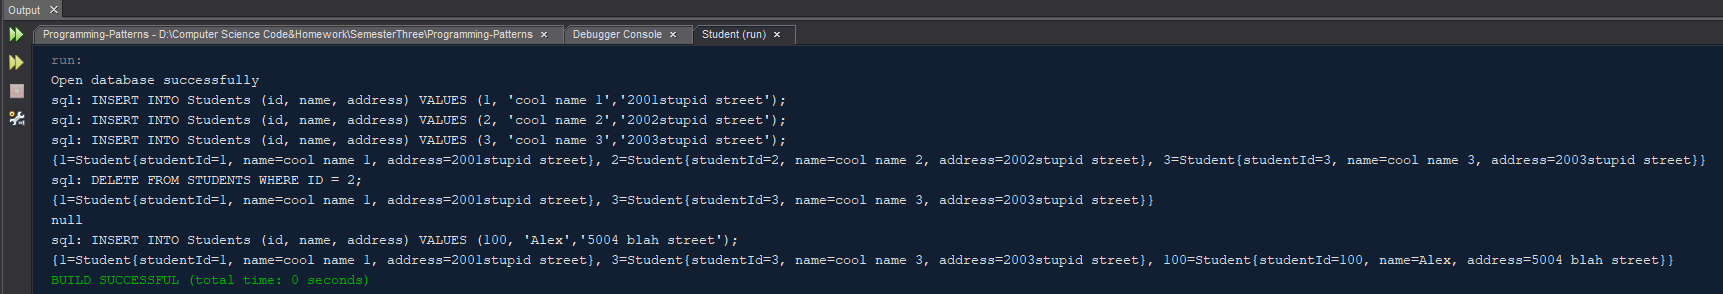 Output ×
Programming-Patterns - D:\Computer Science Code&Homework\SemesterThree\Programming-Patterns × Debugger Console × Student (run) ×
run:
Open database successfully
sql: INSERT INTO Students (id, name, address) VALUES (1, 'cool name 1','2001stupid street');
sql: INSERT INTO Students (id, name, address) VALUES (2, 'cool name 2','2002stupid street');
sql: INSERT INTO Students (id, name, address) VALUES (3, 'cool name 3','2003stupid street');
{1=Student{studentId=1, name=cool name 1, address=2001stupid street}, 2=Student{studentId=2, name=cool name 2, address=2002stupid street}, 3=Student{studentId=3, name=cool name 3, address=2003stupid street}}
sql: DELETE FROM STUDENTS WHERE ID = 2;
{1=Student{studentId=1, name=cool name 1, address=2001stupid street}, 3=Student{studentId=3, name=cool name 3, address=2003stupid street}}
null
sql: INSERT INTO Students (id, name, address) VALUES (100, 'Alex','5004 blah street');
{1=Student{studentId=1, name=cool name 1, address=2001stupid street}, 3=Student{studentId=3, name=cool name 3, address=2003stupid street}, 100=Student{studentId=100, name=Alex, address=5004 blah street}}
BUILD SUCCESSFUL (total time: 0 seconds)